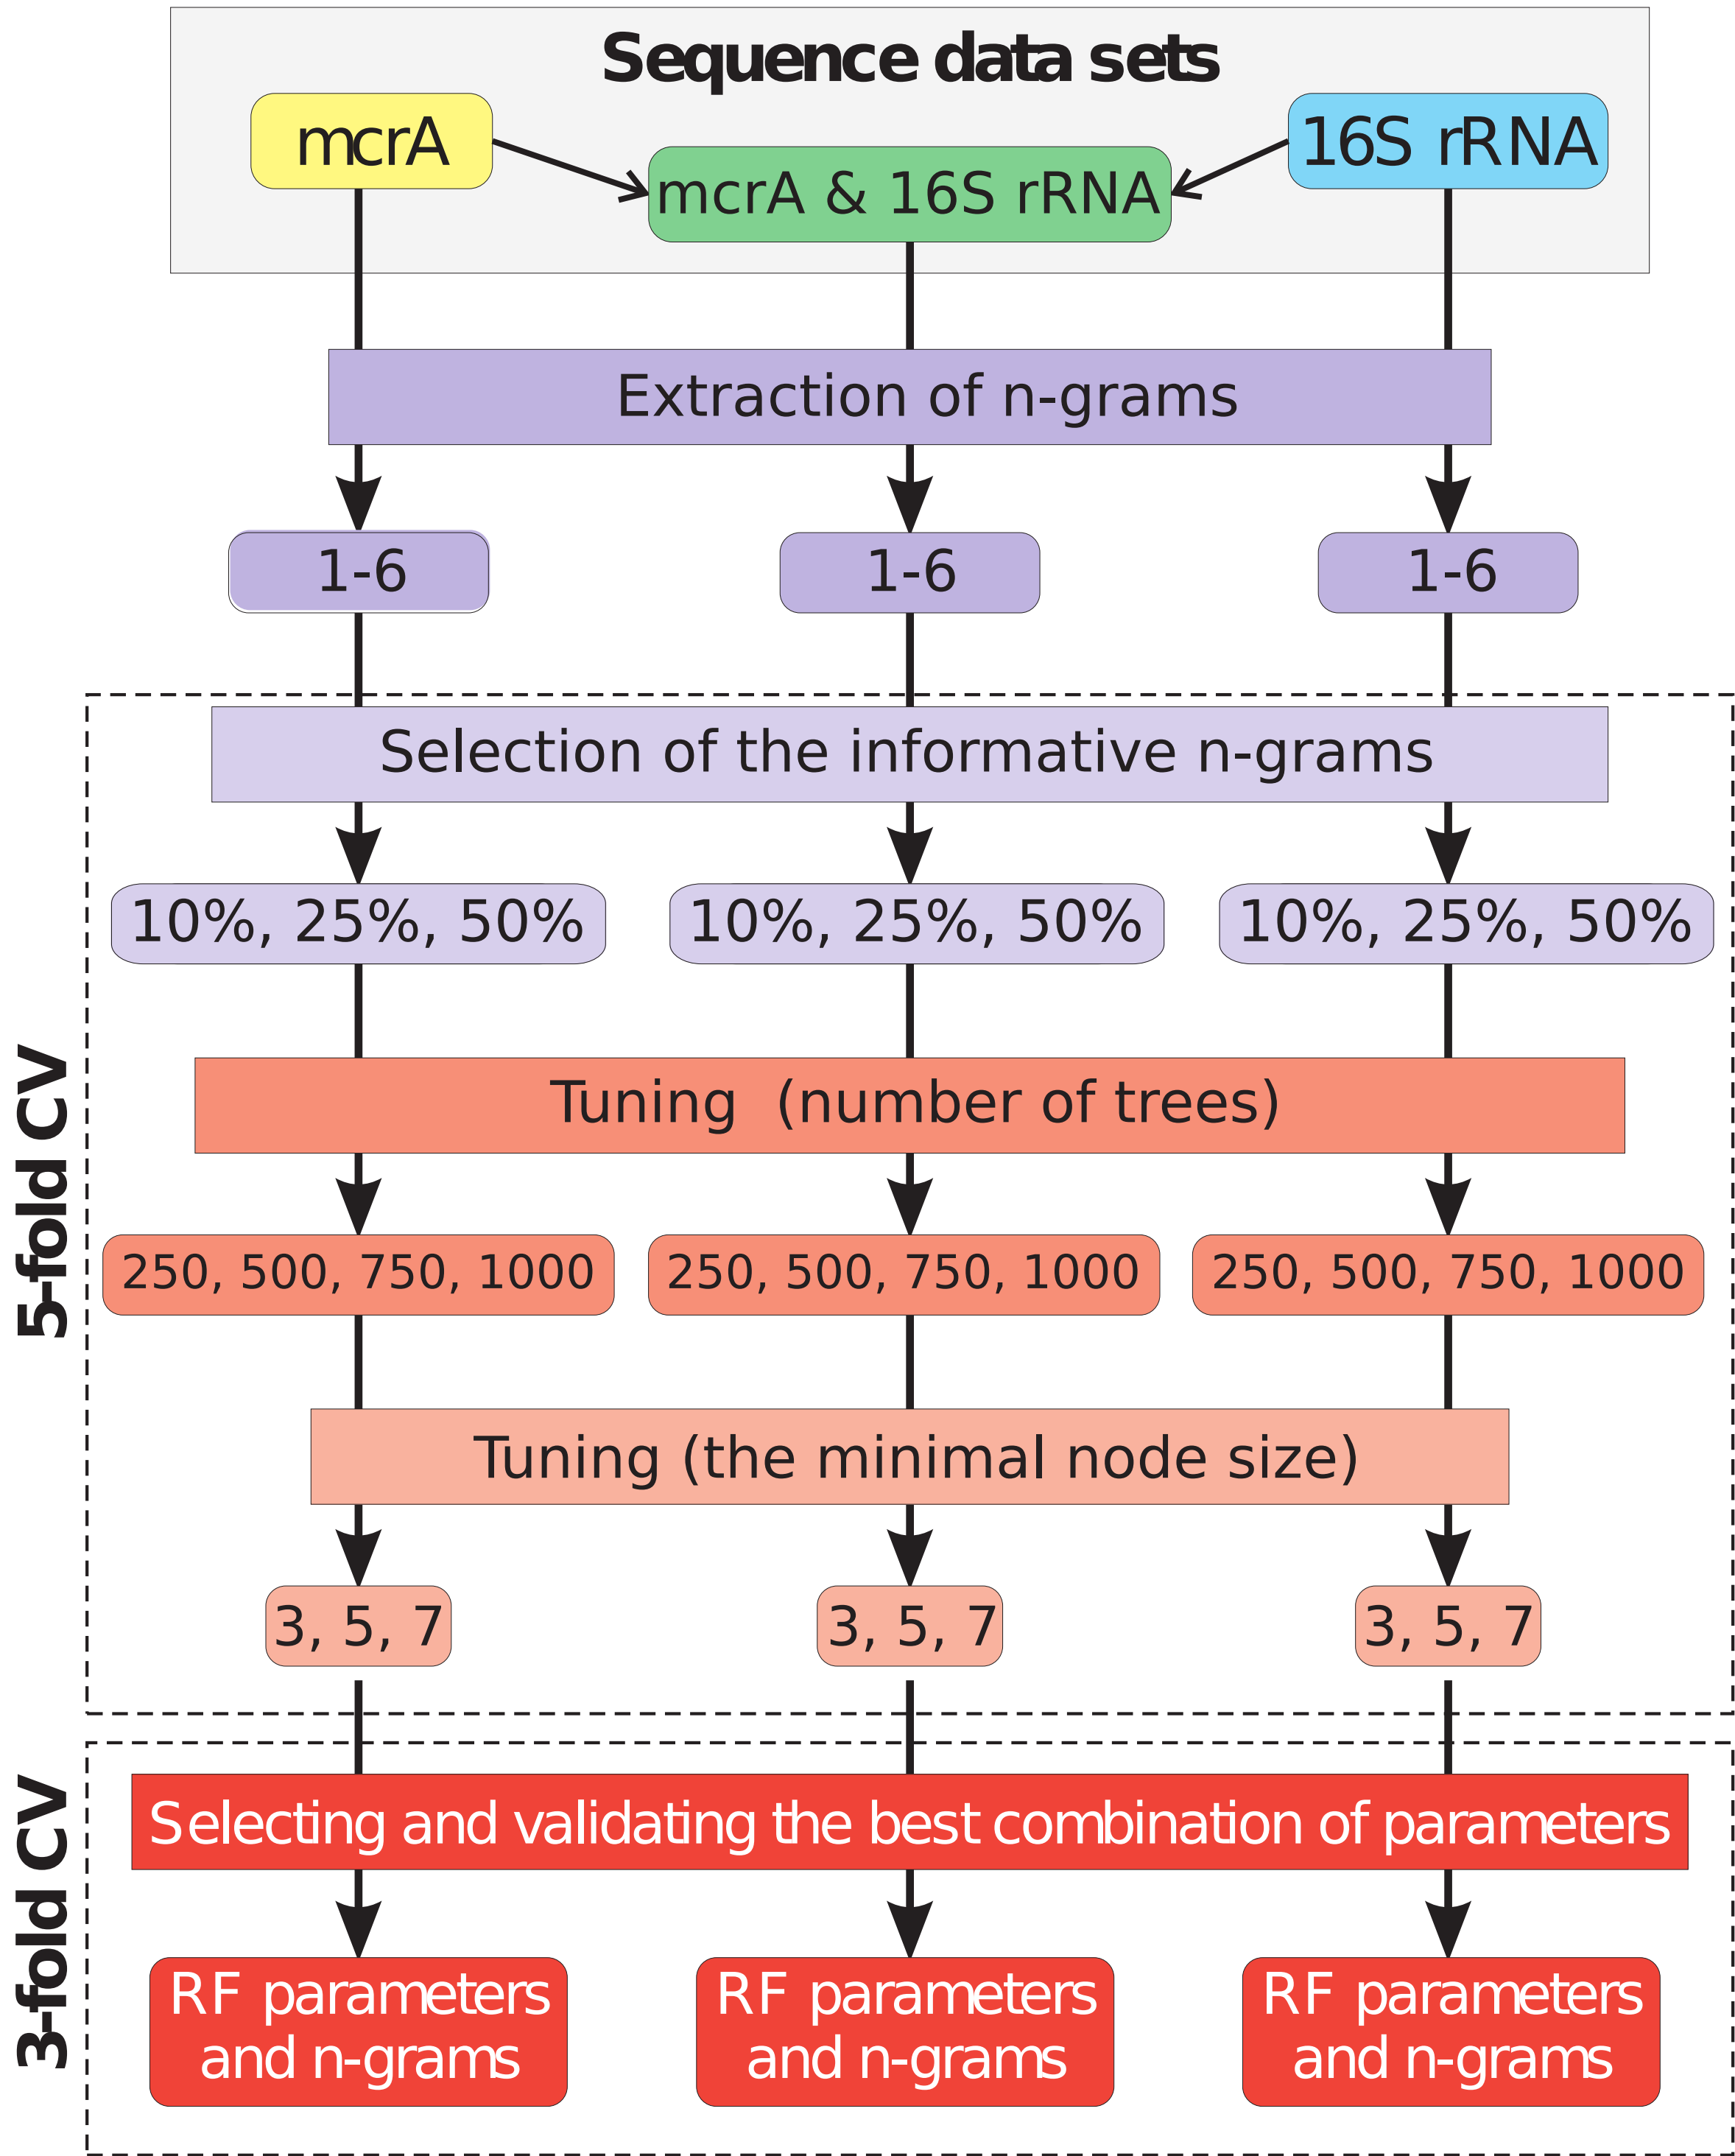 Sequence data sets
mcrA
16S rRNA
mcrA & 16S rRNA
Extraction of n-grams
1-6
1-6
1-6
5-fold CV
Selection of the informative n-grams
10%, 25%, 50%
10%, 25%, 50%
10%, 25%, 50%
Tuning (number of trees)
250, 500, 750, 1000
250, 500, 750, 1000
250, 500, 750, 1000
Tuning (the minimal node size)
3, 5, 7
3, 5, 7
3, 5, 7
3-fold CV
Selecting and validating the best combination of parameters
RF parameters
and n-grams
RF parameters
and n-grams
RF parameters
and n-grams